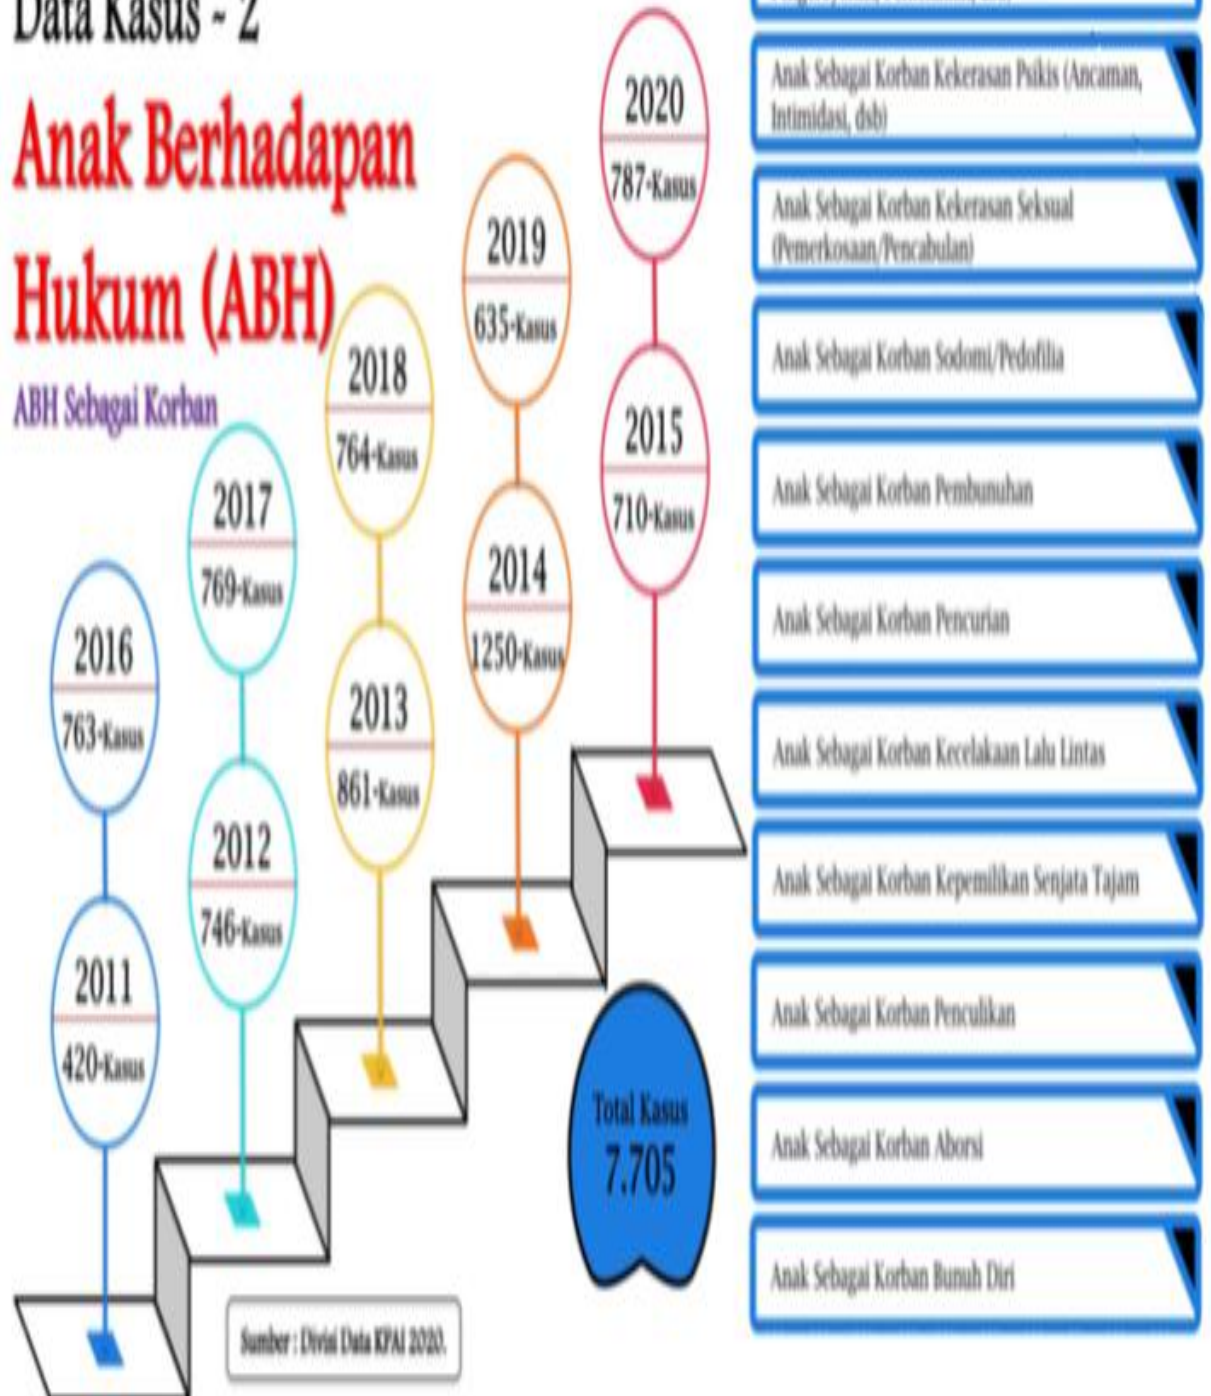 Data Kasus - 2
Anak Berhadapan
Hukum (ABH)
ABH Sebagai Korban
2020
787-Kasus
2019
635-Kasus
2018
764-Kasus
2017
769-Kasus
2016
763-Kasus
2015
710-Kasus
2014
1250-Kasus
2013
861-Kasus
2012
746-Kasus
2011
420-Kasus
Total Kasus
7.705
Sumber : Divisi Data KPAI 2020.
Anak Sebagai Korban Kekerasan Psikis (Ancaman,
Intimidasi, dsb)
Anak Sebagai Korban Kekerasan Seksual
(Pemerkosaan/Pencabulan)
Anak Sebagai Korban Sodomi/Pedofilia
Anak Sebagai Korban Pembunuhan
Anak Sebagai Korban Pencurian
Anak Sebagai Korban Kecelakaan Lalu Lintas
Anak Sebagai Korban Kepemilikan Senjata Tajam
Anak Sebagai Korban Penculikan
Anak Sebagai Korban Aborsi
Anak Sebagai Korban Bunuh Diri